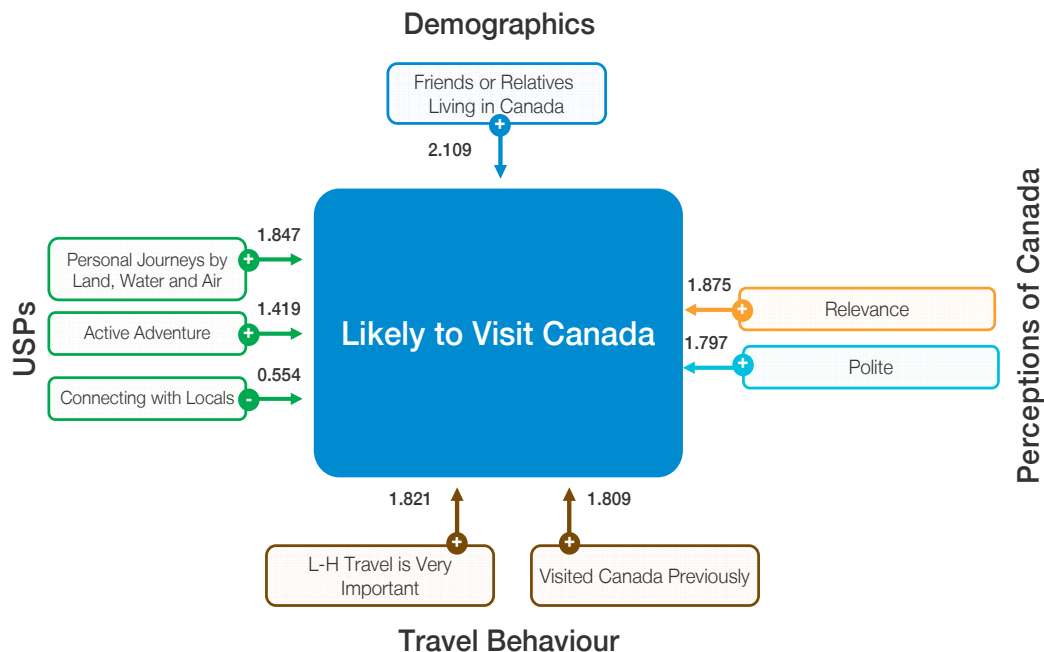 Demographics
Friends or Relatives
Living in Canada
+
2.109
USPs
1.847
Personal Journeys by
Land, Water and Air
+
1.419
Active Adventure
+
0.554
Connecting with Locals
-
Likely to Visit Canada
Perceptions of Canada
1.875
+
Relevance
1.797
+
Polite
1.821
+
L-H Travel is Very
Important
1.809
+
Visited Canada Previously
Travel Behaviour